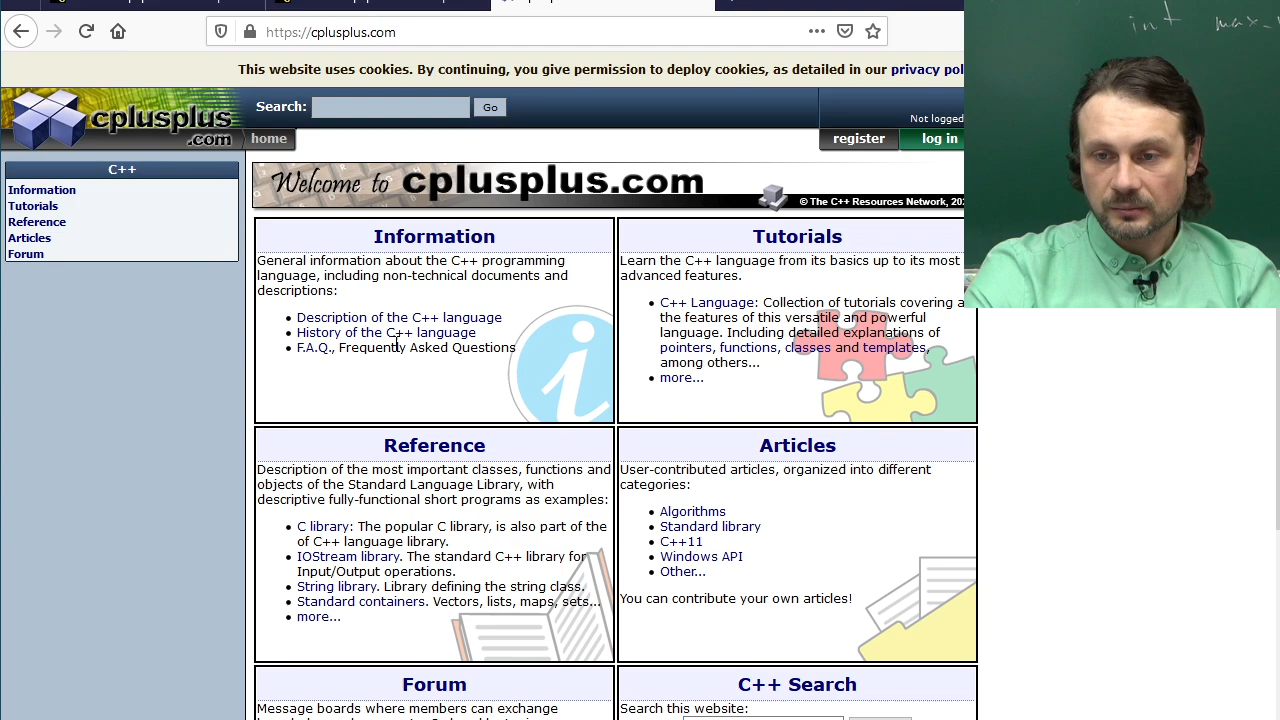 https://cplusplus.com
This website uses cookies. By continuing, you give permission to deploy cookies, as detailed in our privacy pol
cplusplus
.com
Search:
Go
Not logged
home
register
log in
C++
Information
Tutorials
Reference
Articles
Forum
Welcome to cplusplus.com
© The C++ Resources Network, 202
Information
General information about the C++ programming
language, including non-technical documents and
descriptions:
• Description of the C++ language
• History of the C++ language
• F.A.Q., Frequently Asked Questions
Tutorials
Learn the C++ language from its basics up to its most
advanced features.
• C++ Language: Collection of tutorials covering a
the features of this versatile and powerful
language. Including detailed explanations of
pointers, functions, classes and templates,
among others...
• more...
Reference
Description of the most important classes, functions and
objects of the Standard Language Library, with
descriptive fully-functional short programs as examples:
• C library: The popular C library, is also part of the
of C++ language library.
• IOStream library. The standard C++ library for
Input/Output operations.
• String library. Library defining the string class.
• Standard containers. Vectors, lists, maps, sets...
• more...
Articles
User-contributed articles, organized into different
categories:
• Algorithms
• Standard library
• C++11
• Windows API
• Other...
You can contribute your own articles!
Forum
Message boards where members can exchange
C++ Search
Search this website:
int max-